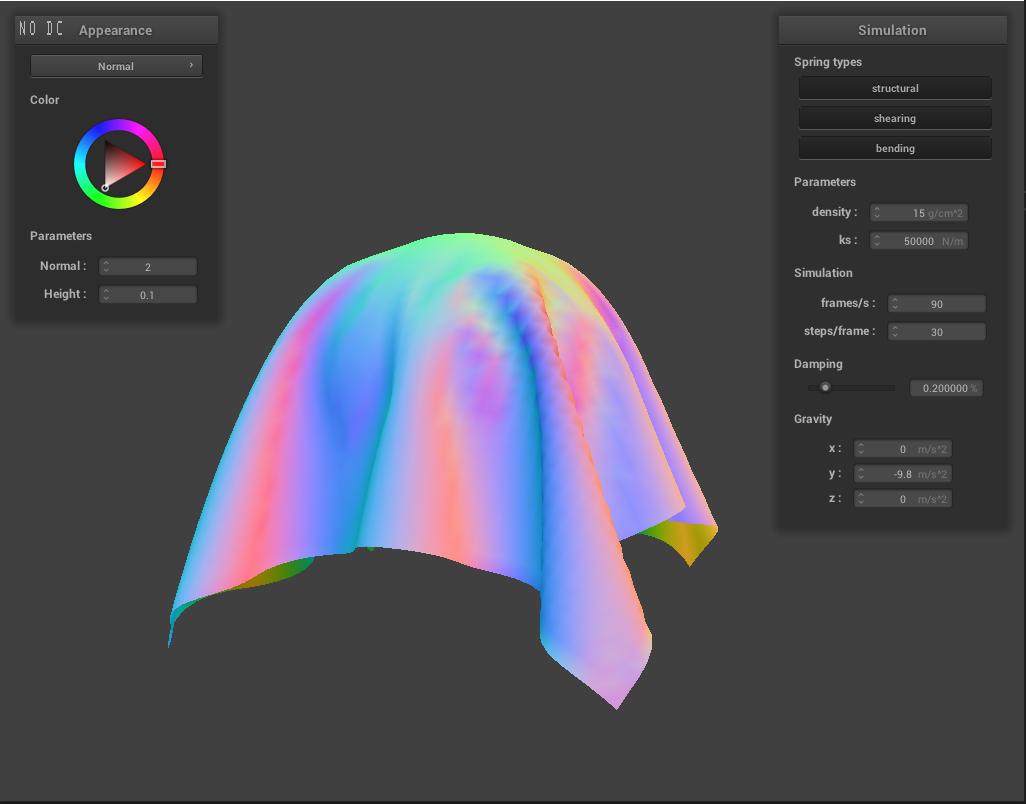 NO DC
Appearance
Normal
Color
Parameters
Normal : 2
Height : 0.1
Simulation
Spring types
structural
shearing
bending
Parameters
density : 15 g/cm^2
ks : 50000 N/m
Simulation
frames/s : 90
steps/frame : 30
Damping
0.200000 %
Gravity
x : 0 m/s^2
y : -9.8 m/s^2
z : 0 m/s^2